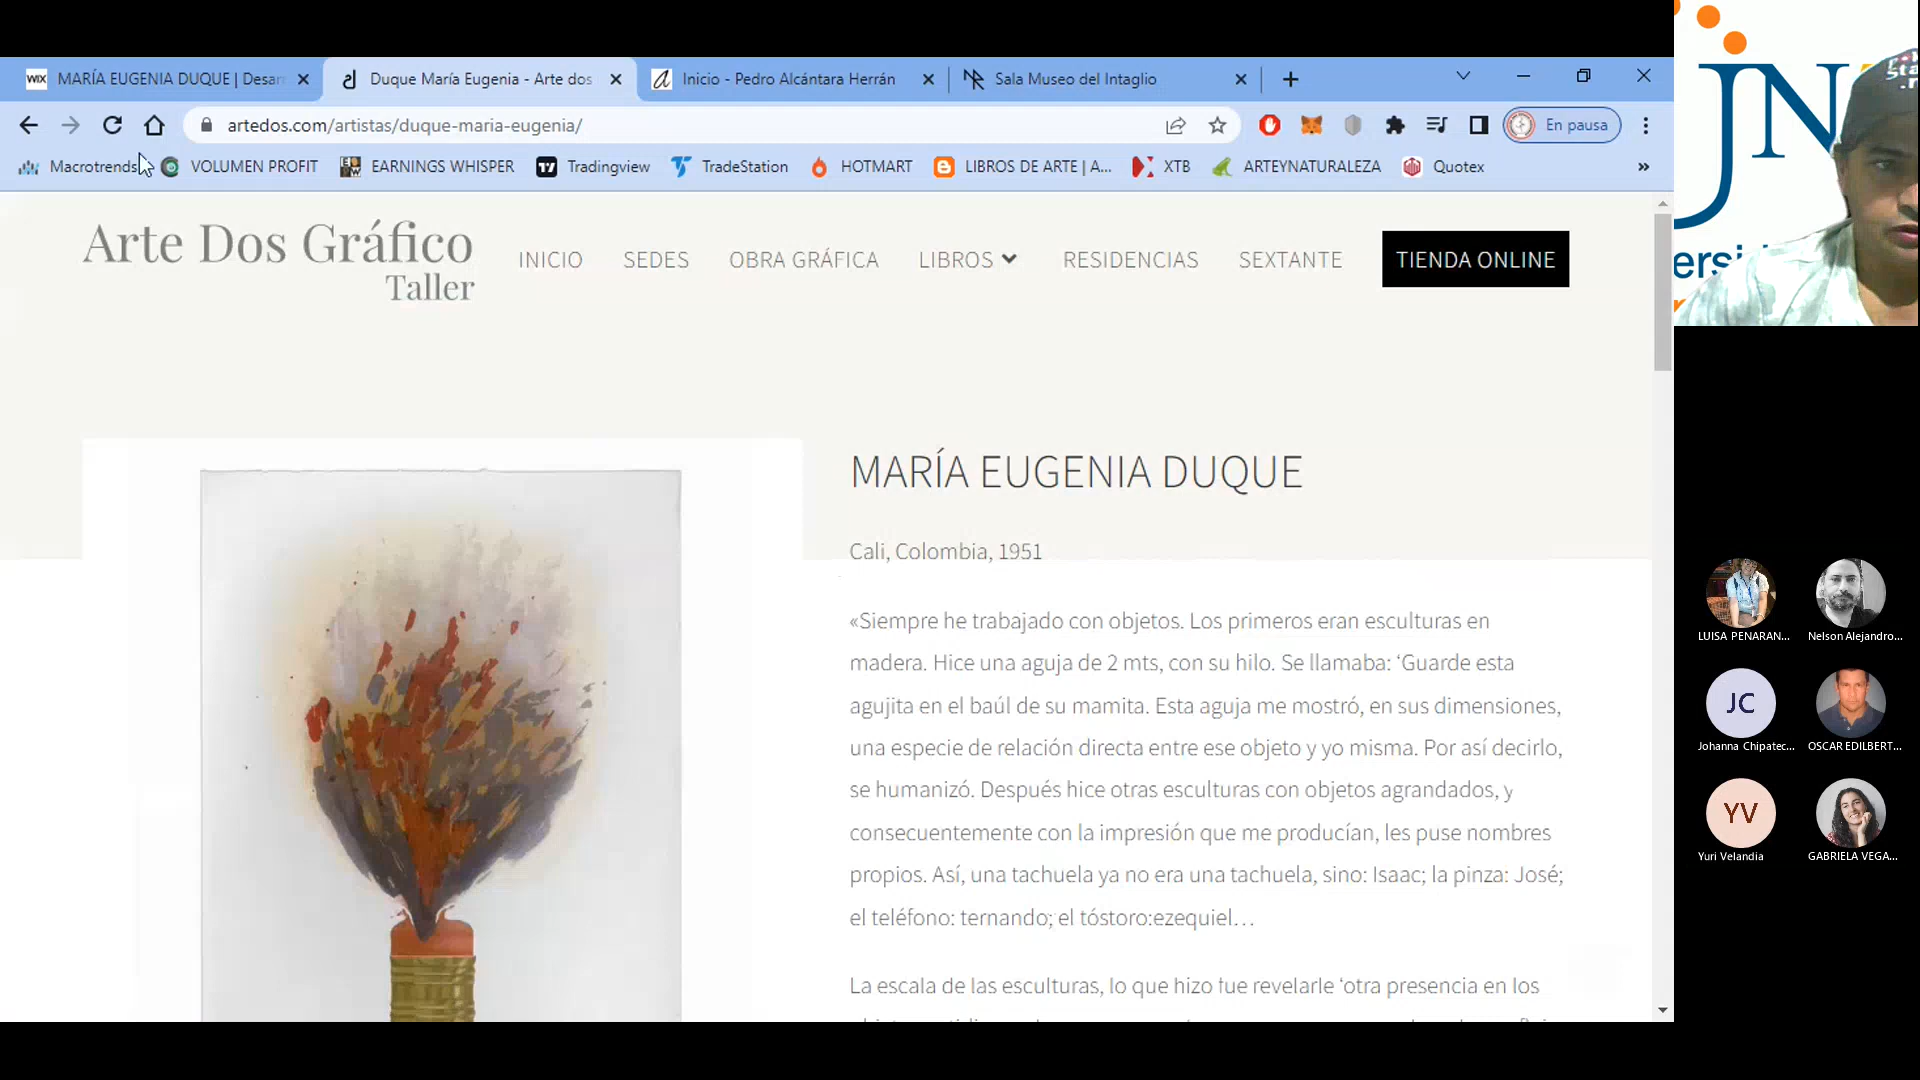 MARÍA EUGENIA DUQUE | Desar
Duque María Eugenia - Arte dos
Inicio - Pedro Alcántara Herrán
Sala Museo del Intaglio
artedos.com/artistas/duque-maria-eugenia/
En pausa
Macrotrends
VOLUMEN PROFIT
EARNINGS WHISPER
Tradingview
TradeStation
HOTMART
LIBROS DE ARTE | A...
XTB
ARTEYNATURALEZA
Quotex
»
Arte Dos Gráfico
Taller
INICIO
SEDES
OBRA GRÁFICA
LIBROS
RESIDENCIAS
SEXTANTE
TIENDA ONLINE
MARÍA EUGENIA DUQUE
Cali, Colombia, 1951
«Siempre he trabajado con objetos. Los primeros eran esculturas en
madera. Hice una aguja de 2 mts, con su hilo. Se llamaba: ‘Guarde esta
agujita en el baúl de su mamita. Esta aguja me mostró, en sus dimensiones,
una especie de relación directa entre ese objeto y yo misma. Por así decirlo,
se humanizó. Después hice otras esculturas con objetos agrandados, y
consecuentemente con la impresión que me producían, les puse nombres
propios. Así, una tachuela ya no era una tachuela, sino: Isaac; la pinza: José;
el teléfono: ternando; el tóstoro:ezequiel…
La escala de las esculturas, lo que hizo fue revelarle ‘otra presencia en los
JN
ersi
LUISA PENARAN...
Nelson Alejandro...
JC
Johanna Chipatec...
OSCAR EDILBERT...
YV
Yuri Velandia
GABRIELA VEGA...